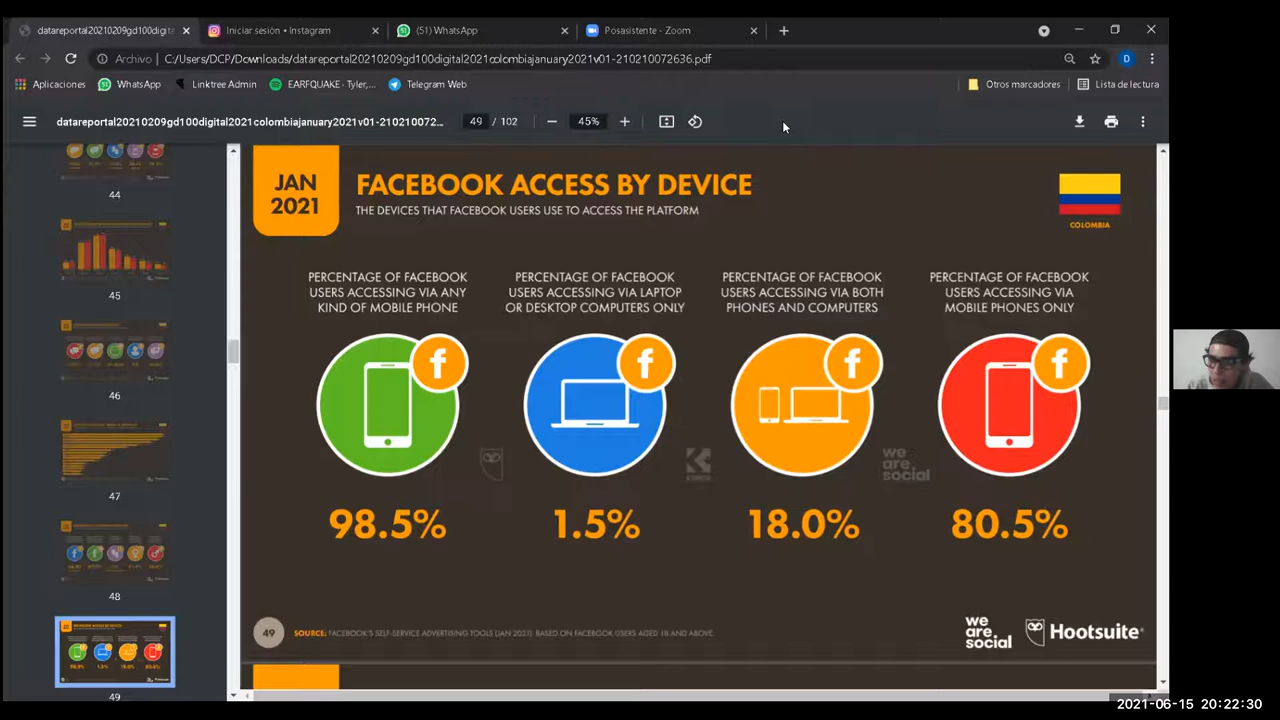 datareportal20210209gd100digita
Iniciar sesión • Instagram
(51) WhatsApp
Posasistente - Zoom
Archivo
C:/Users/DCP/Downloads/datareportal20210209gd100digital2021colombiajanuary2021v01-210210072636.pdf
D
Aplicaciones
WhatsApp
Linktree Admin
EARFQUAKE - Tyler,...
Telegram Web
Otros marcadores
Lista de lectura
datareportal20210209gd100digital2021colombiajanuary2021v01-210210072...
49 / 102
45%
44
45
46
47
48
49
JAN
2021
FACEBOOK ACCESS BY DEVICE
THE DEVICES THAT FACEBOOK USERS USE TO ACCESS THE PLATFORM
COLOMBIA
PERCENTAGE OF FACEBOOK
USERS ACCESSING VIA ANY
KIND OF MOBILE PHONE
98.5%
PERCENTAGE OF FACEBOOK
USERS ACCESSING VIA LAPTOP
OR DESKTOP COMPUTERS ONLY
1.5%
PERCENTAGE OF FACEBOOK
USERS ACCESSING VIA BOTH
PHONES AND COMPUTERS
18.0%
PERCENTAGE OF FACEBOOK
USERS ACCESSING VIA
MOBILE PHONES ONLY
80.5%
we
are
social
49
SOURCE: FACEBOOK'S SELF-SERVICE ADVERTISING TOOLS (JAN 2021). BASED ON FACEBOOK USERS AGED 18 AND ABOVE.
we
are
social
Hootsuite®
2021-06-15 20:22:30